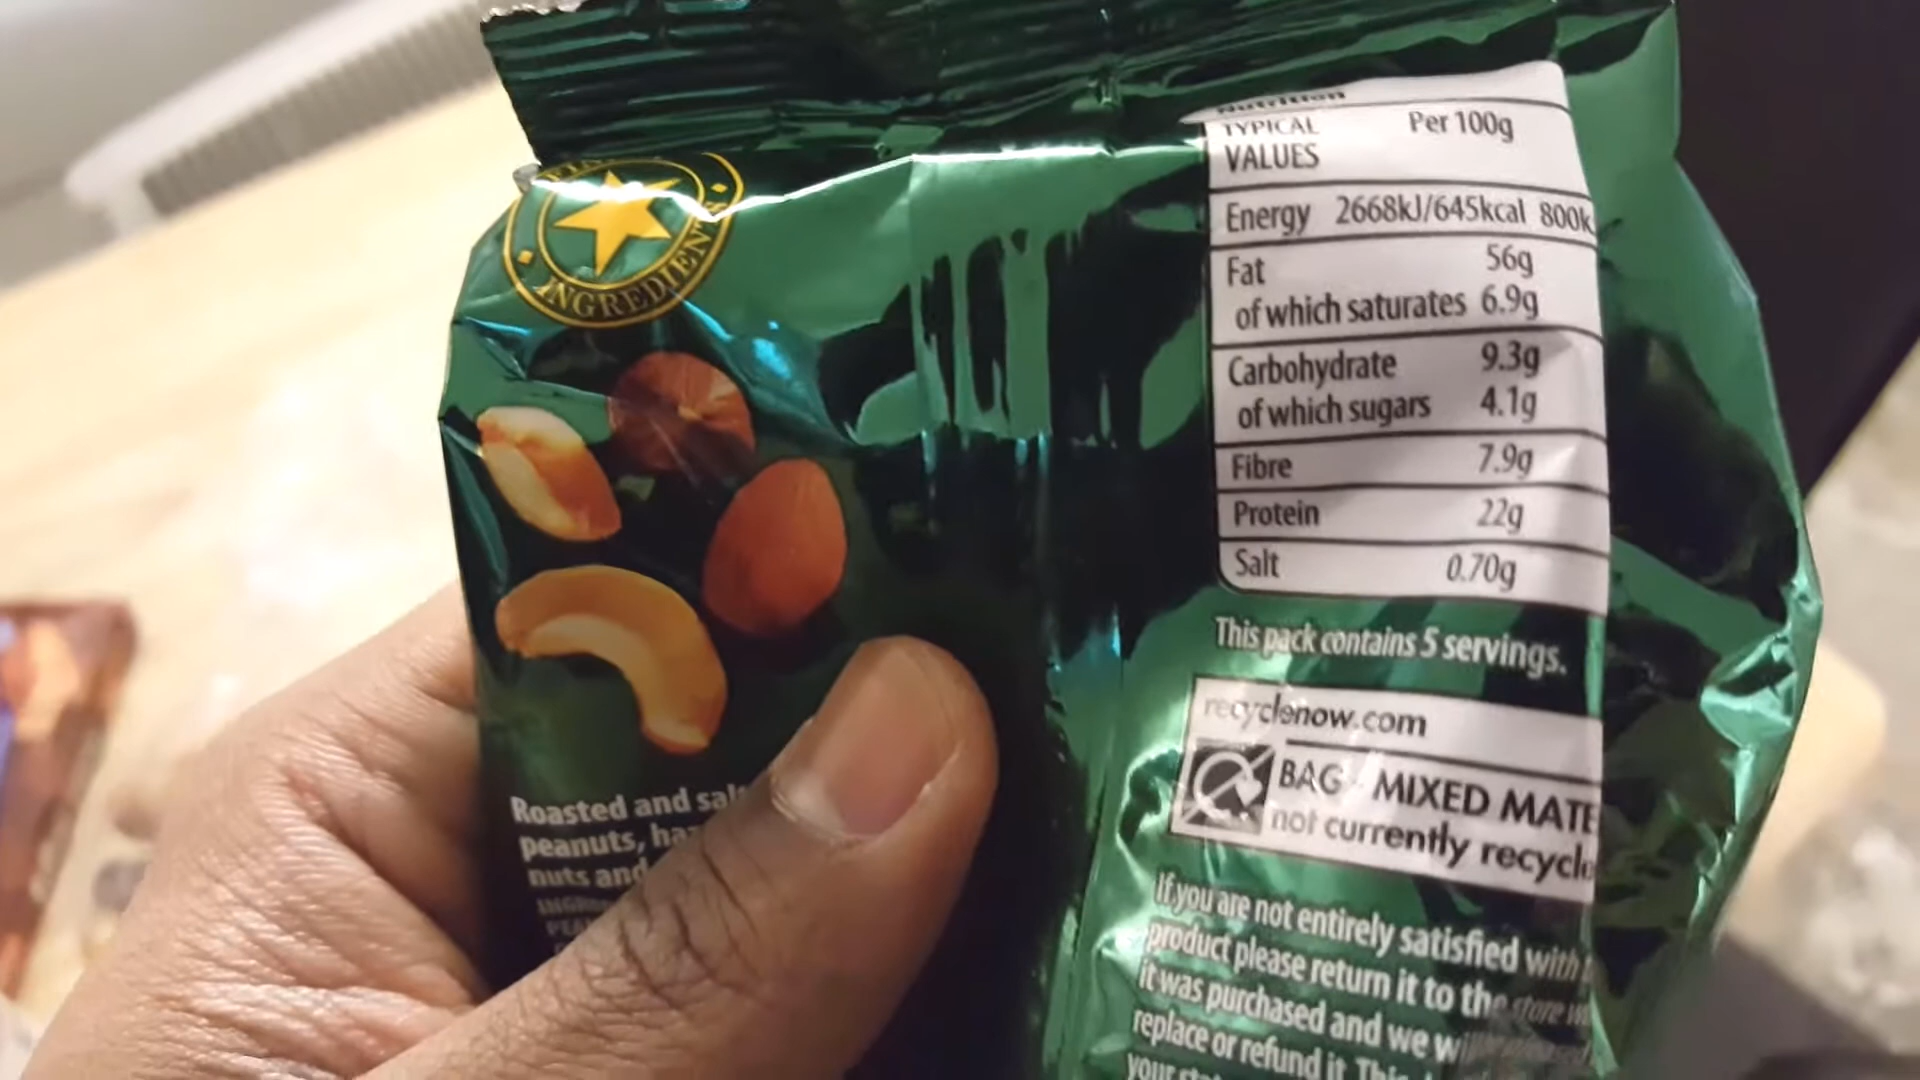 INGREDIENTS
Roasted and
peanuts,
nuts and
Nutrition
TYPICAL VALUES Per 100g
Energy 2668kJ/645kcal 800k
Fat 56g
of which saturates 6.9g
Carbohydrate 9.3g
of which sugars 4.1g
Fibre 7.9g
Protein 22g
Salt 0.70g
This pack contains 5 servings.
recyclenow.com
BAG - MIXED MATE
not currently recycl
If you are not entirely satisfied with
product please return it to the store
it was purchased and we will
replace or refund it. This
your